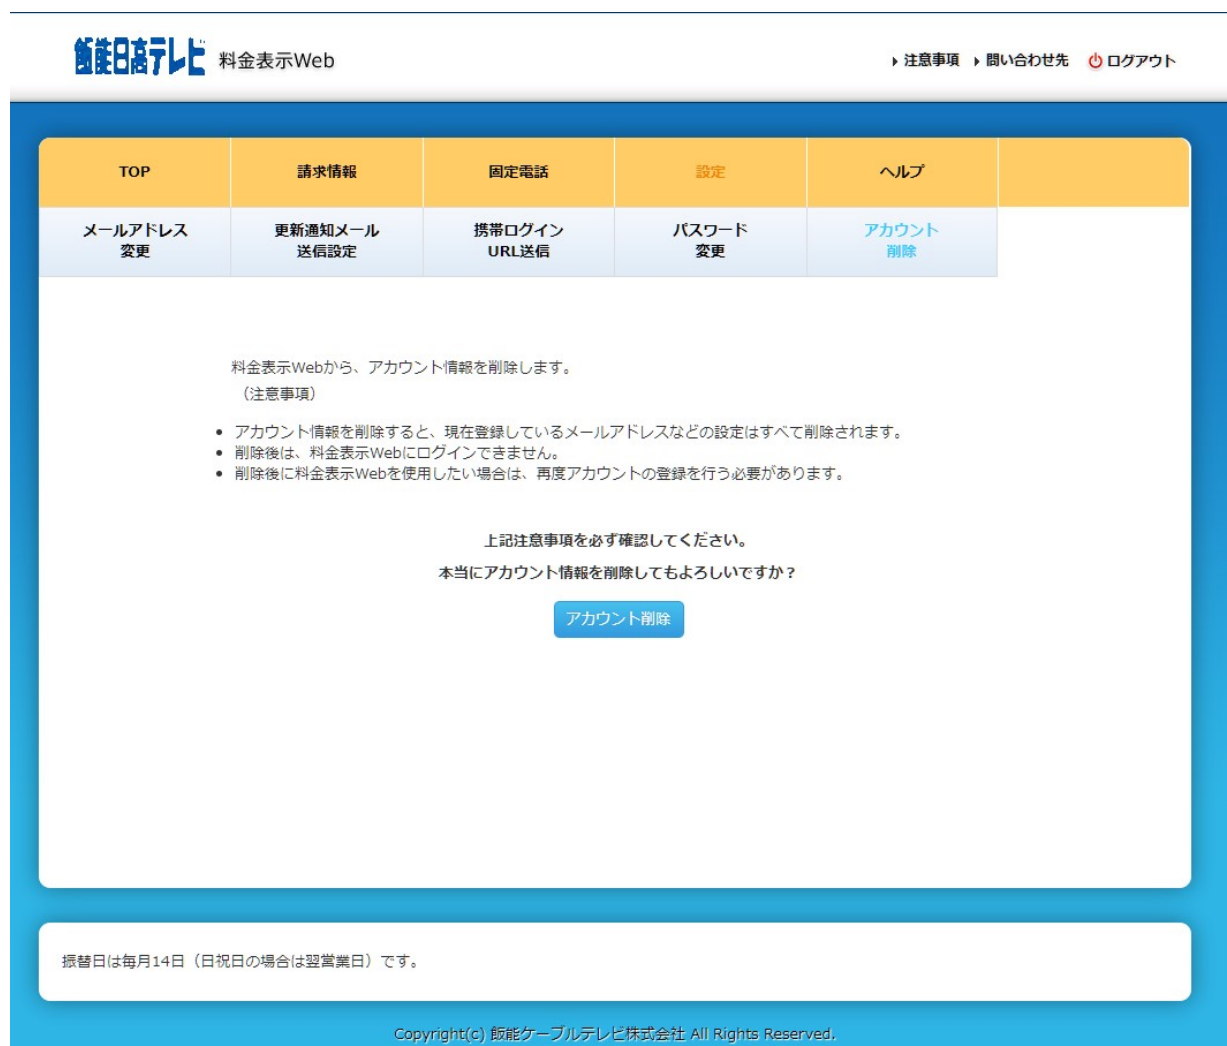 飯能日高テレビ 料金表示Web
注意事項 問い合わせ先 ログアウト
TOP 請求情報 固定電話 設定 ヘルプ
メールアドレス
変更
更新通知メール
送信設定
携帯ログイン
URL送信
パスワード
変更
アカウント
削除
料金表示Webから、アカウント情報を削除します。
（注意事項）
• アカウント情報を削除すると、現在登録しているメールアドレスなどの設定はすべて削除されます。
• 削除後は、料金表示Webにログインできません。
• 削除後に料金表示Webを使用したい場合は、再度アカウントの登録を行う必要があります。
上記注意事項を必ず確認してください。
本当にアカウント情報を削除してもよろしいですか？
アカウント削除
振替日は毎月14日（日祝日の場合は翌営業日）です。
Copyright(c) 飯能ケーブルテレビ株式会社 All Rights Reserved.